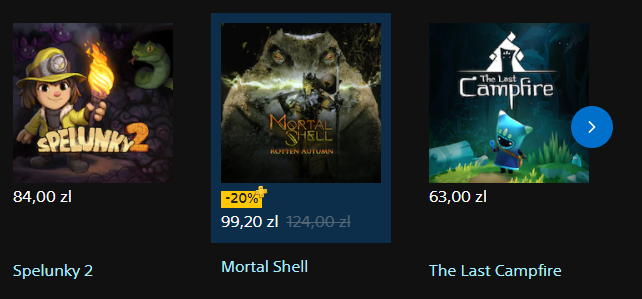 SPELUNKY 2
84,00 zl
Spelunky 2
MORTAL
SHELL
ROTTEN AUTUMN
-20%
99,20 zl 124,00 zl
Mortal Shell
The Last
Campfire
63,00 zl
The Last Campfire